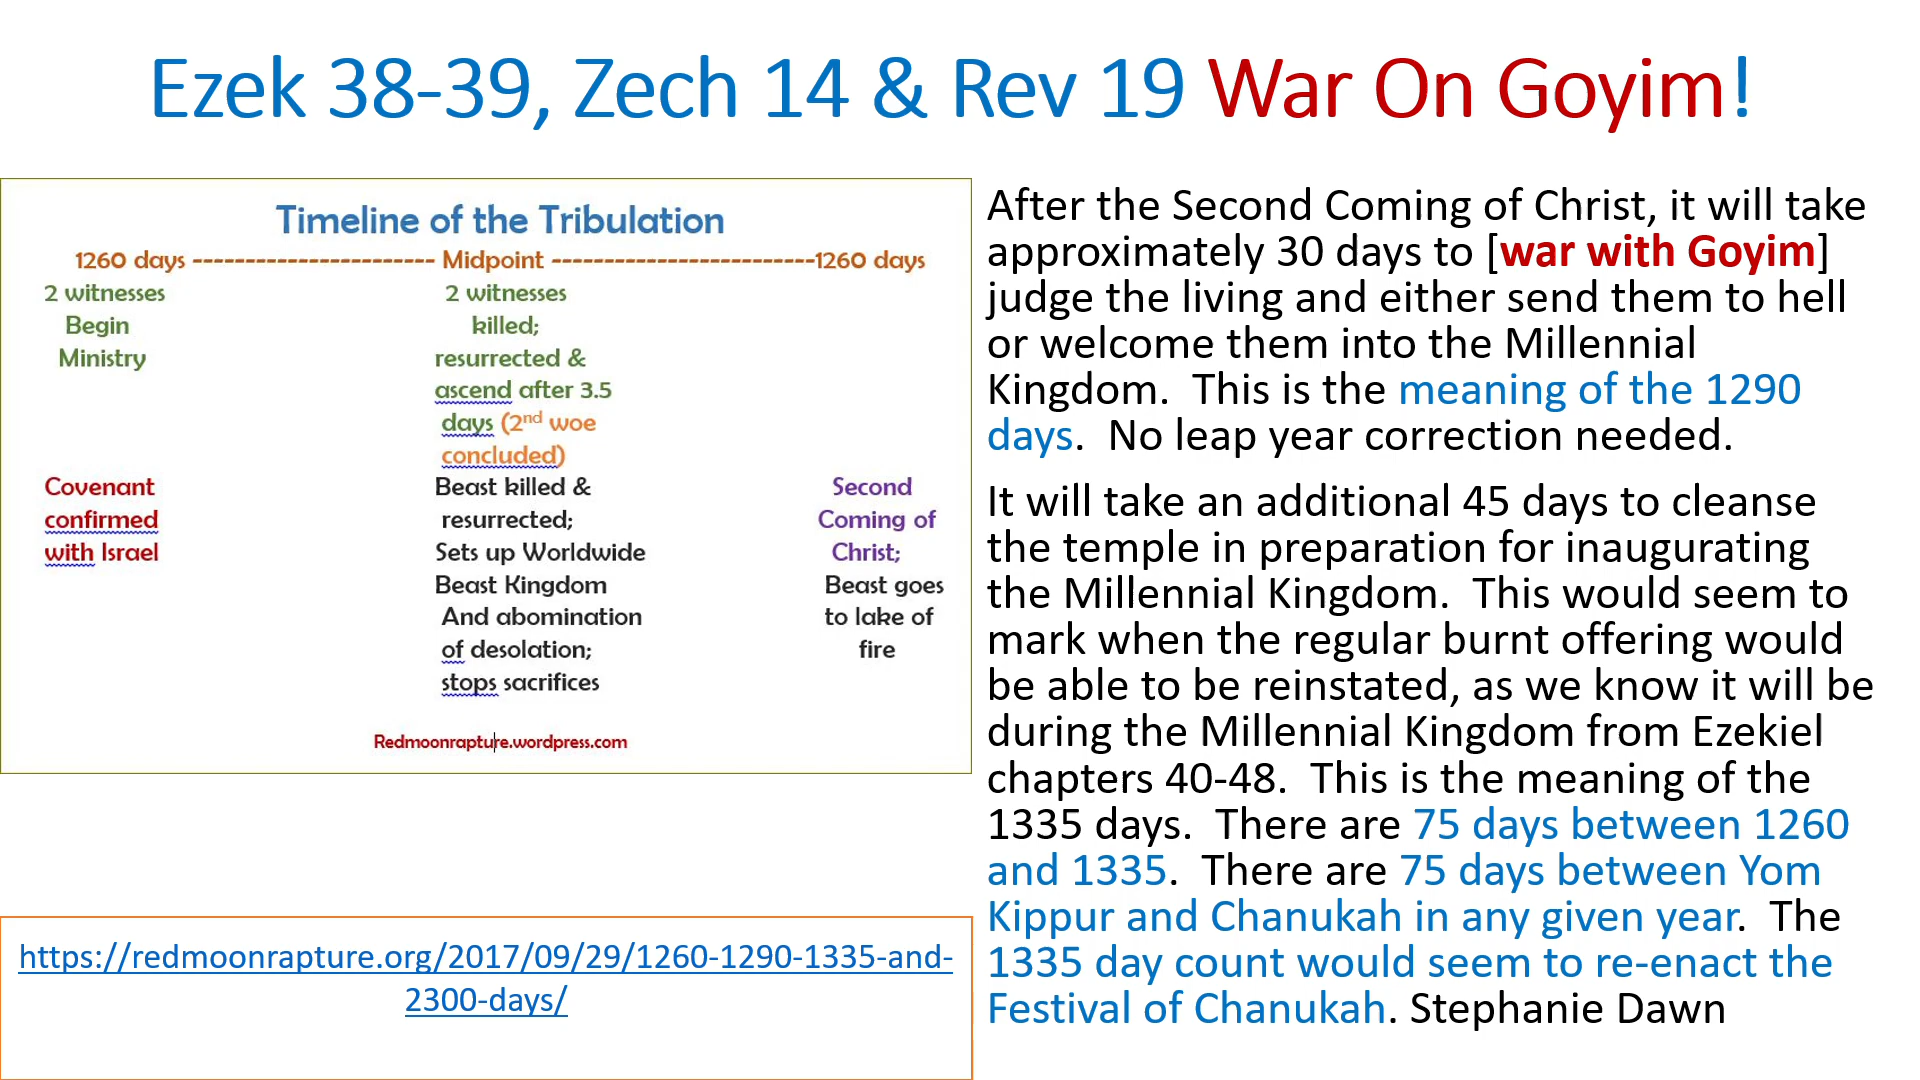 Ezek 38-39, Zech 14 & Rev 19 War On Goyim!
Timeline of the Tribulation
1260 days ---------------------- Midpoint ------------------------1260 days
2 witnesses 2 witnesses
Begin killed;
Ministry resurrected &
ascend after 3.5
days (2nd woe
concluded)
Covenant Beast killed & Second
confirmed resurrected; Coming of
with Israel Sets up Worldwide Christ;
Beast Kingdom Beast goes
And abomination to lake of
of desolation; fire
stops sacrifices
Redmoonrapture.wordpress.com
https://redmoonrapture.org/2017/09/29/1260-1290-1335-and-
2300-days/
After the Second Coming of Christ, it will take
approximately 30 days to [war with Goyim]
judge the living and either send them to hell
or welcome them into the Millennial
Kingdom.  This is the meaning of the 1290
days.  No leap year correction needed.
It will take an additional 45 days to cleanse
the temple in preparation for inaugurating
the Millennial Kingdom.  This would seem to
mark when the regular burnt offering would
be able to be reinstated, as we know it will be
during the Millennial Kingdom from Ezekiel
chapters 40-48.  This is the meaning of the
1335 days.  There are 75 days between 1260
and 1335.  There are 75 days between Yom
Kippur and Chanukah in any given year.  The
1335 day count would seem to re-enact the
Festival of Chanukah. Stephanie Dawn